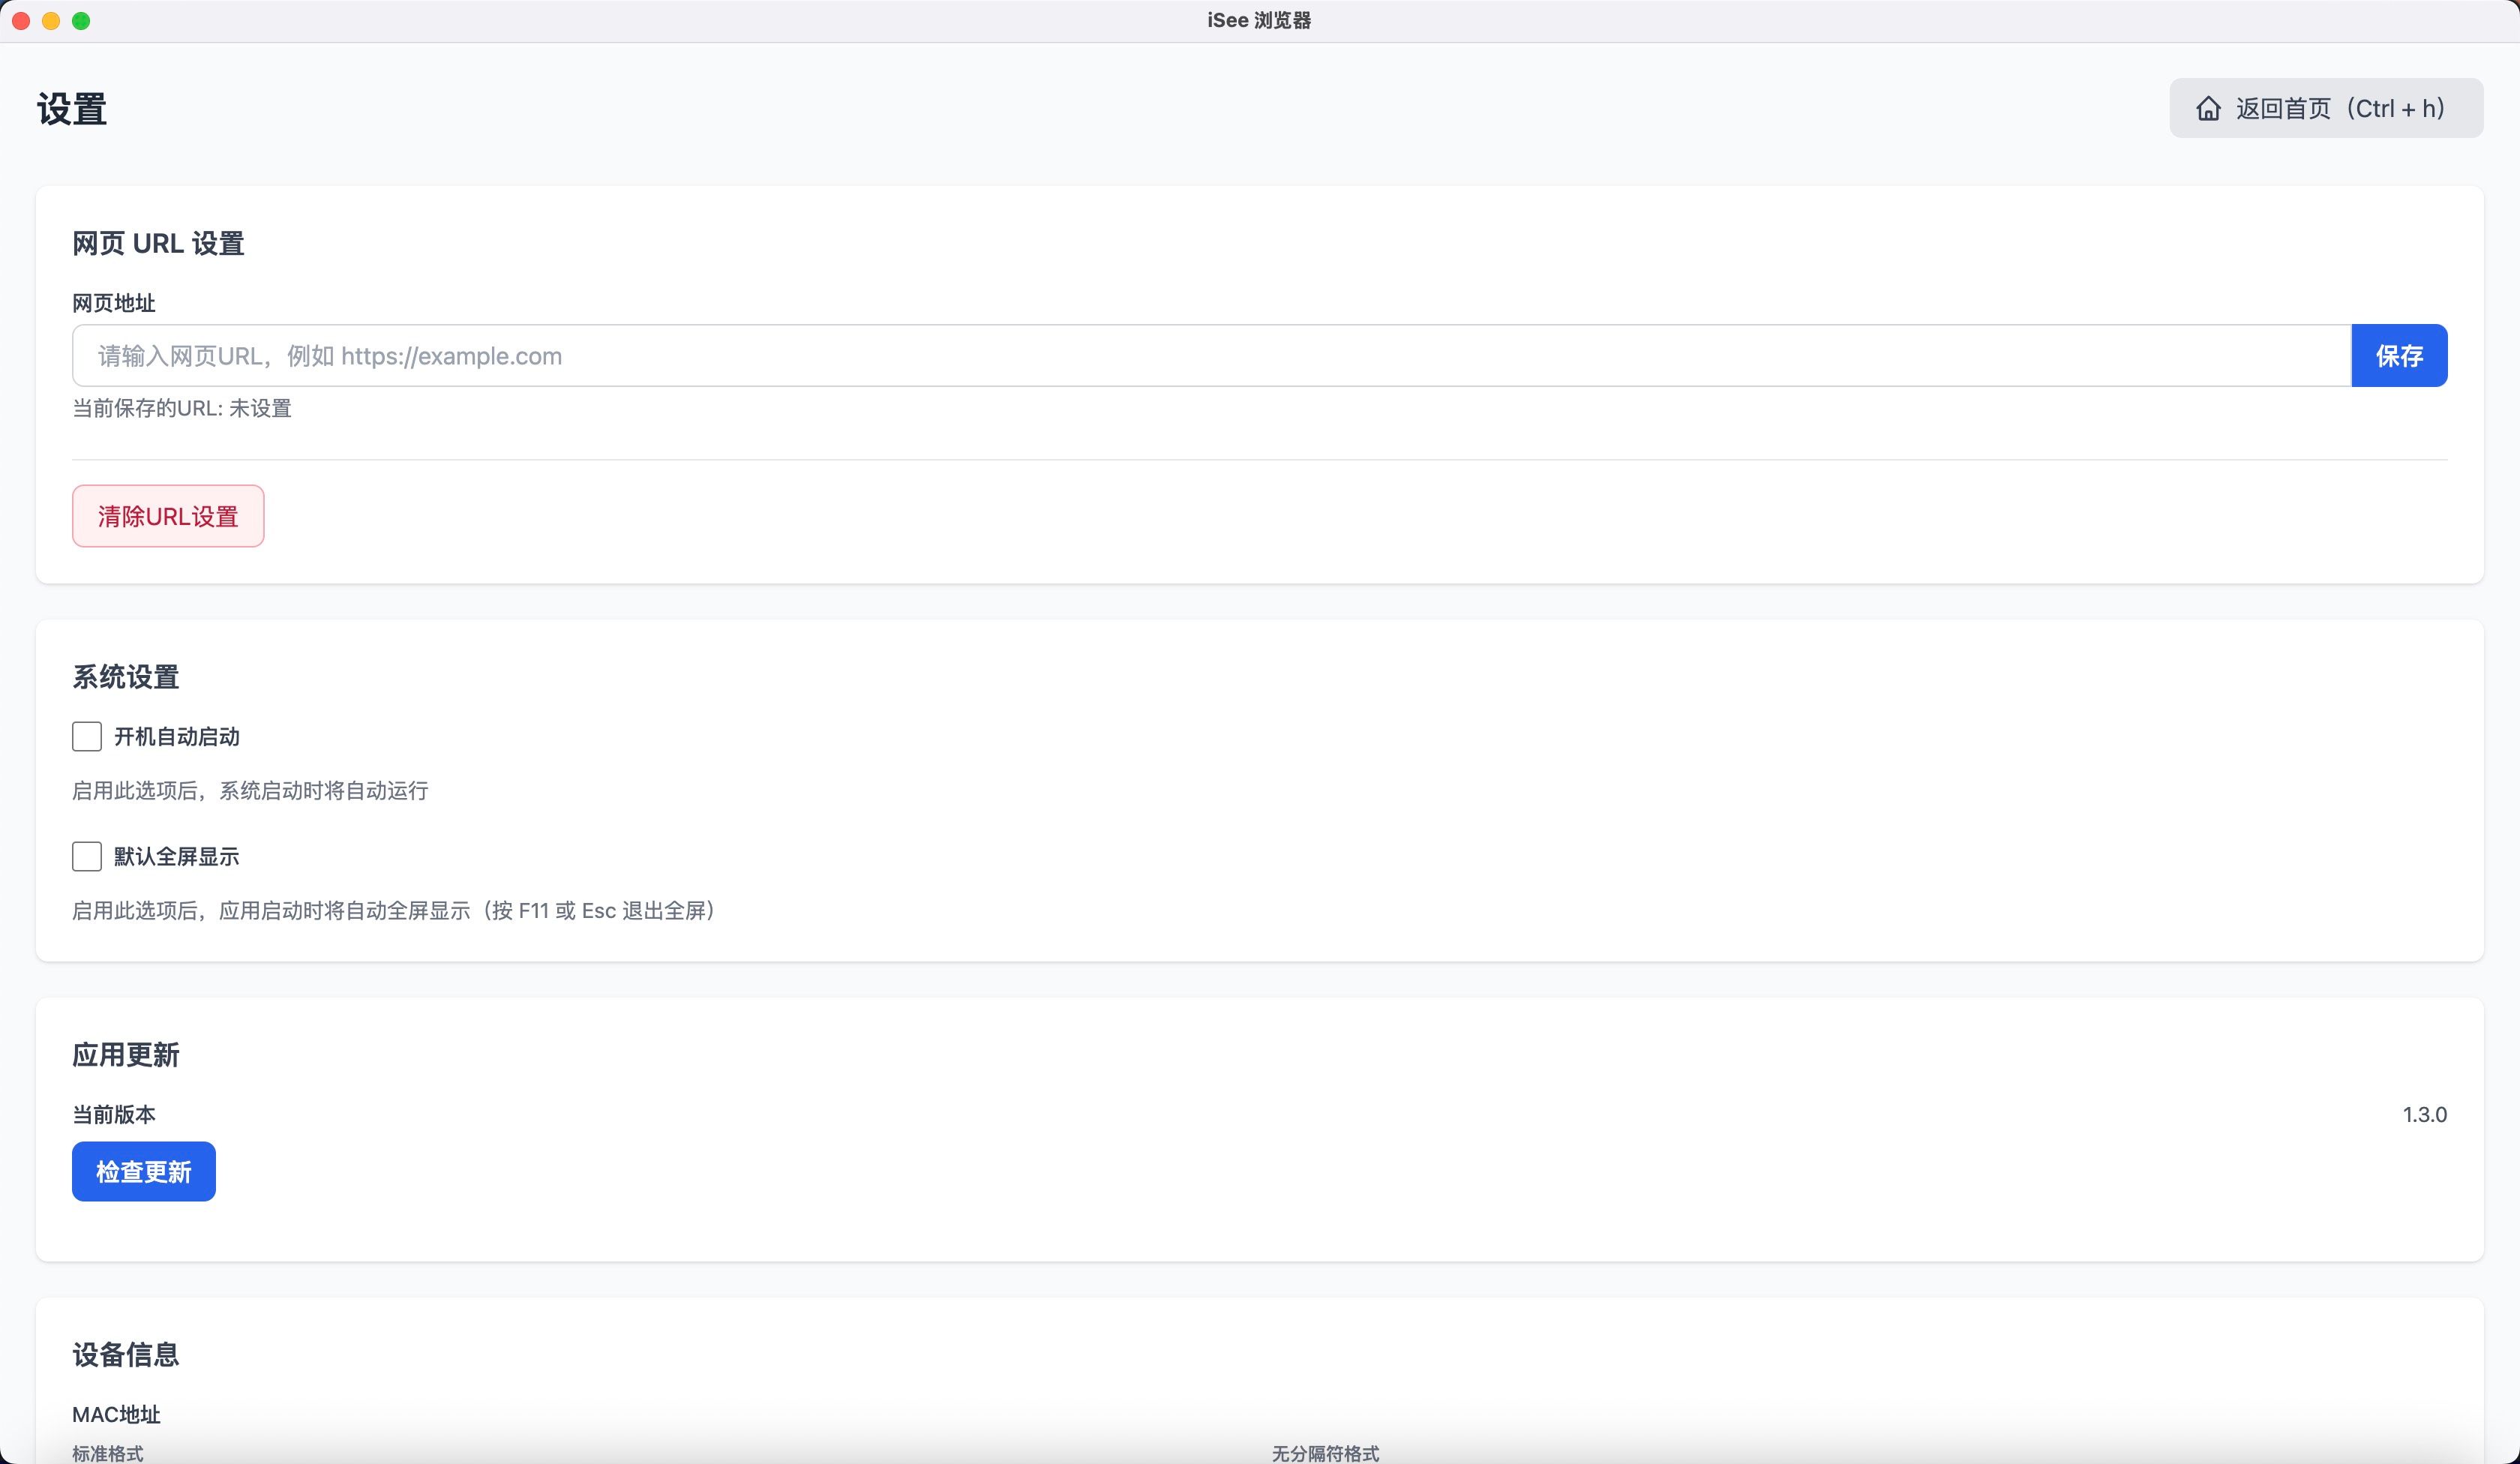 iSee 浏览器
设置
返回首页（Ctrl + h）
网页 URL 设置
网页地址
请输入网页URL，例如 https://example.com
保存
当前保存的URL: 未设置
清除URL设置
系统设置
开机自动启动
启用此选项后，系统启动时将自动运行
默认全屏显示
启用此选项后，应用启动时将自动全屏显示（按 F11 或 Esc 退出全屏）
应用更新
当前版本
1.3.0
检查更新
设备信息
MAC地址
标准格式
无分隔符格式